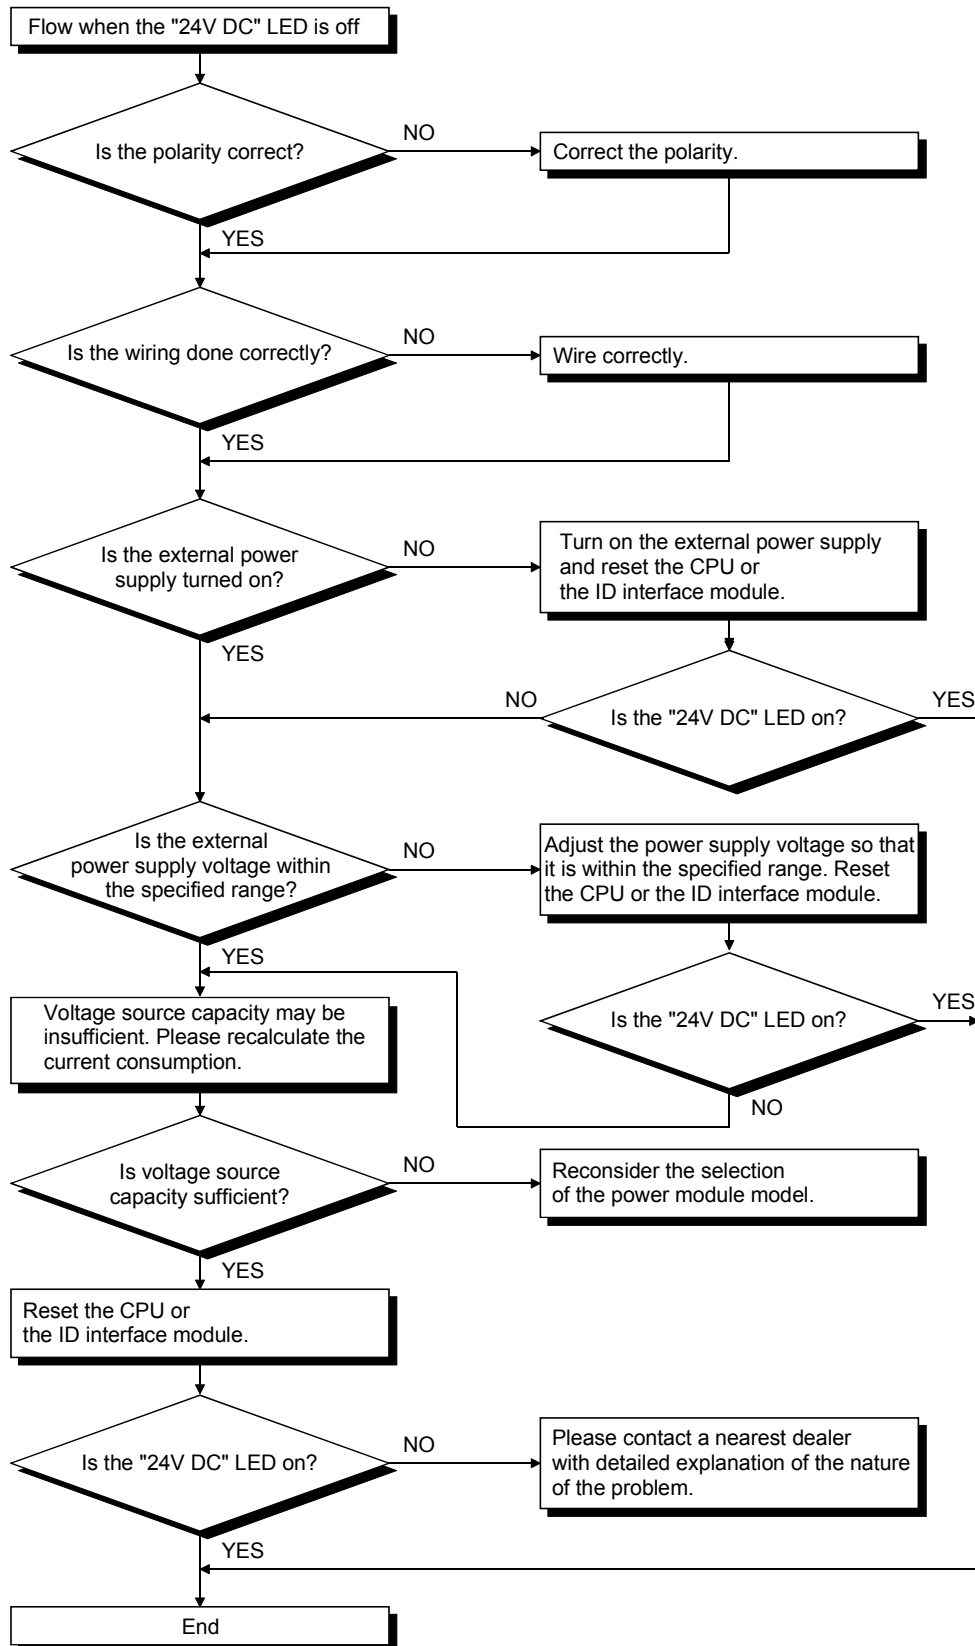 Flow when the "24V DC" LED is off
Is the polarity correct?
NO
Correct the polarity.
YES
Is the wiring done correctly?
NO
Wire correctly.
YES
Is the external power
supply turned on?
NO
Turn on the external power supply
and reset the CPU or
the ID interface module.
YES
NO
Is the "24V DC" LED on?
YES
Is the external
power supply voltage within
the specified range?
NO
Adjust the power supply voltage so that
it is within the specified range. Reset
the CPU or the ID interface module.
YES
Is the "24V DC" LED on?
YES
NO
Voltage source capacity may be
insufficient. Please recalculate the
current consumption.
Is voltage source
capacity sufficient?
NO
Reconsider the selection
of the power module model.
YES
Reset the CPU or
the ID interface module.
Is the "24V DC" LED on?
NO
Please contact a nearest dealer
with detailed explanation of the nature
of the problem.
YES
End